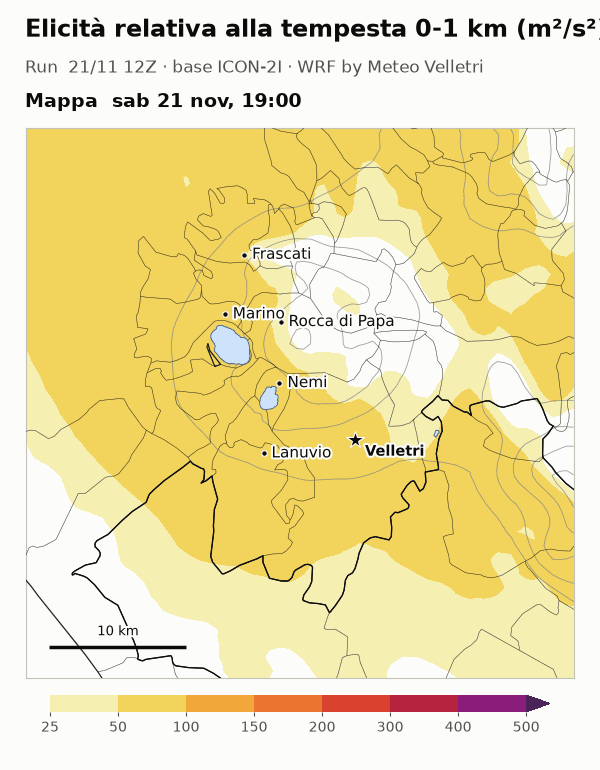 Elicità relativa alla tempesta 0-1 km (m²/s²)
Run 21/11 12Z · base ICON-2I · WRF by Meteo Velletri
Mappa sab 21 nov, 19:00
Frascati
Marino
Rocca di Papa
Nemi
Velletri
Lanuvio
10 km
25 50 100 150 200 300 400 500